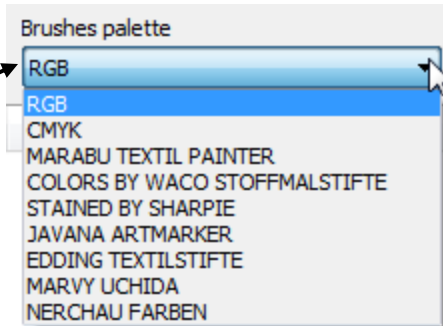 Brushes palette
RGB
RGB
CMYK
MARABU TEXTIL PAINTER
COLORS BY WACO STOFFMALSTIFTE
STAINED BY SHARPIE
JAVANA ARTMARKER
EDDING TEXTILSTIFTE
MARVY UCHIDA
NERCHAU FARBEN